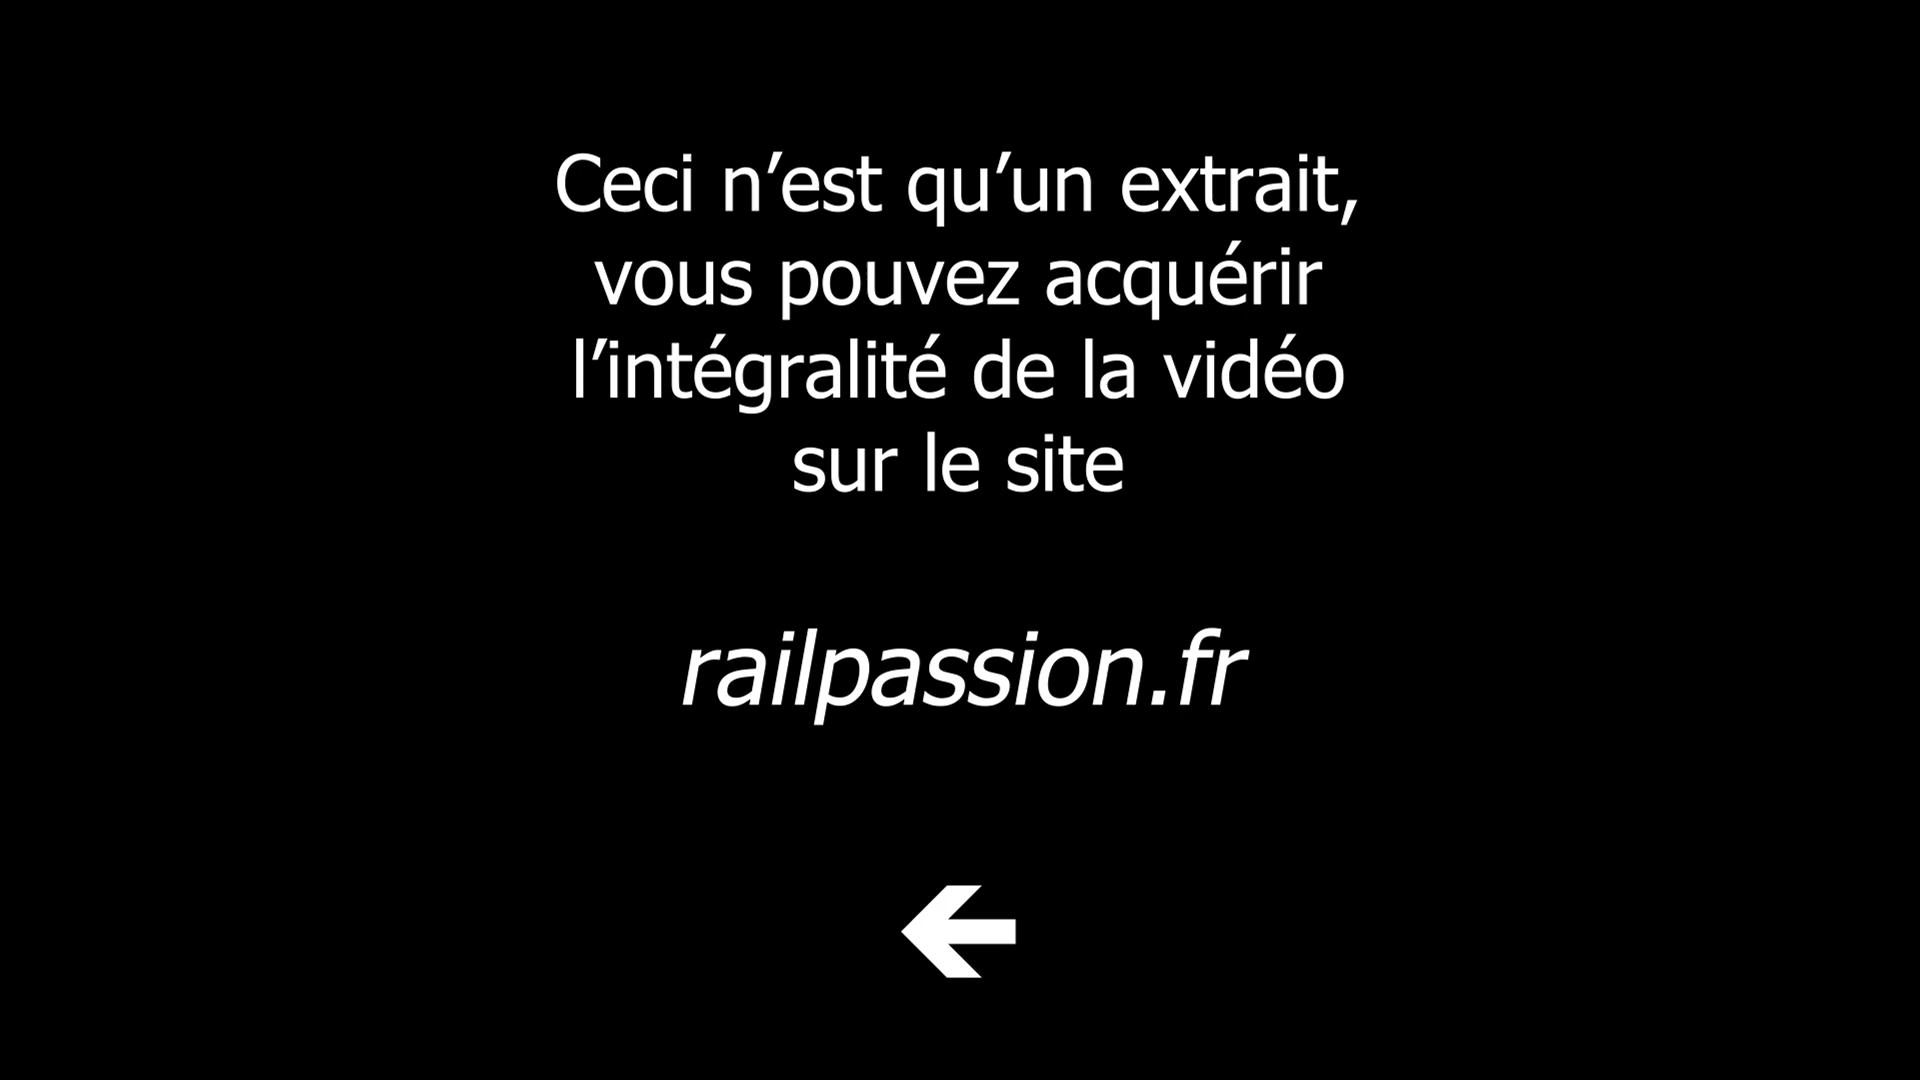 Ceci n’est qu’un extrait,
vous pouvez acquérir
l’intégralité de la vidéo
sur le site
railpassion.fr